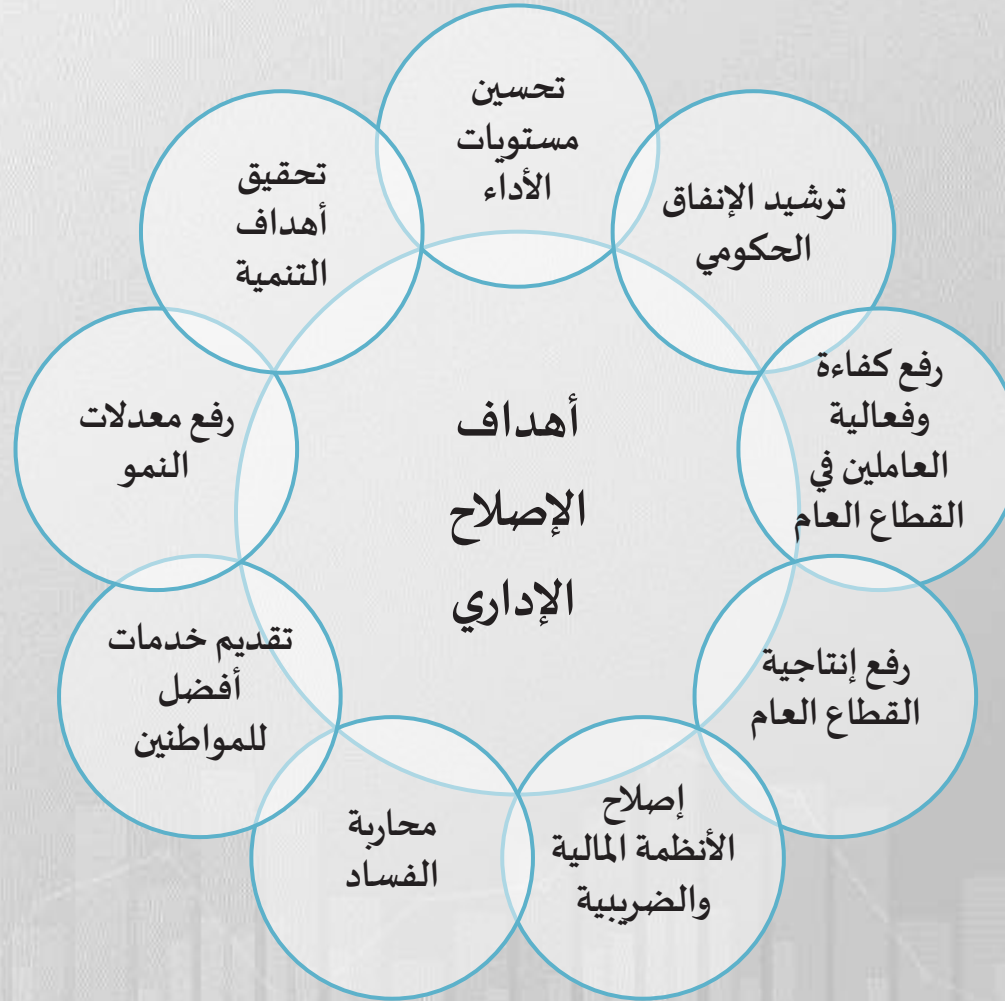 أهداف
الإصلاح
الإداري
تحسين
مستويات
الأداء
ترشيد الإنفاق
الحكومي
رفع كفاءة
وفعالية
العاملين في
القطاع العام
رفع إنتاجية
القطاع العام
إصلاح
الأنظمة المالية
والضريبية
محاربة
الفساد
تقديم خدمات
أفضل
للمواطنين
رفع معدلات
النمو
تحقيق
أهداف
التنمية